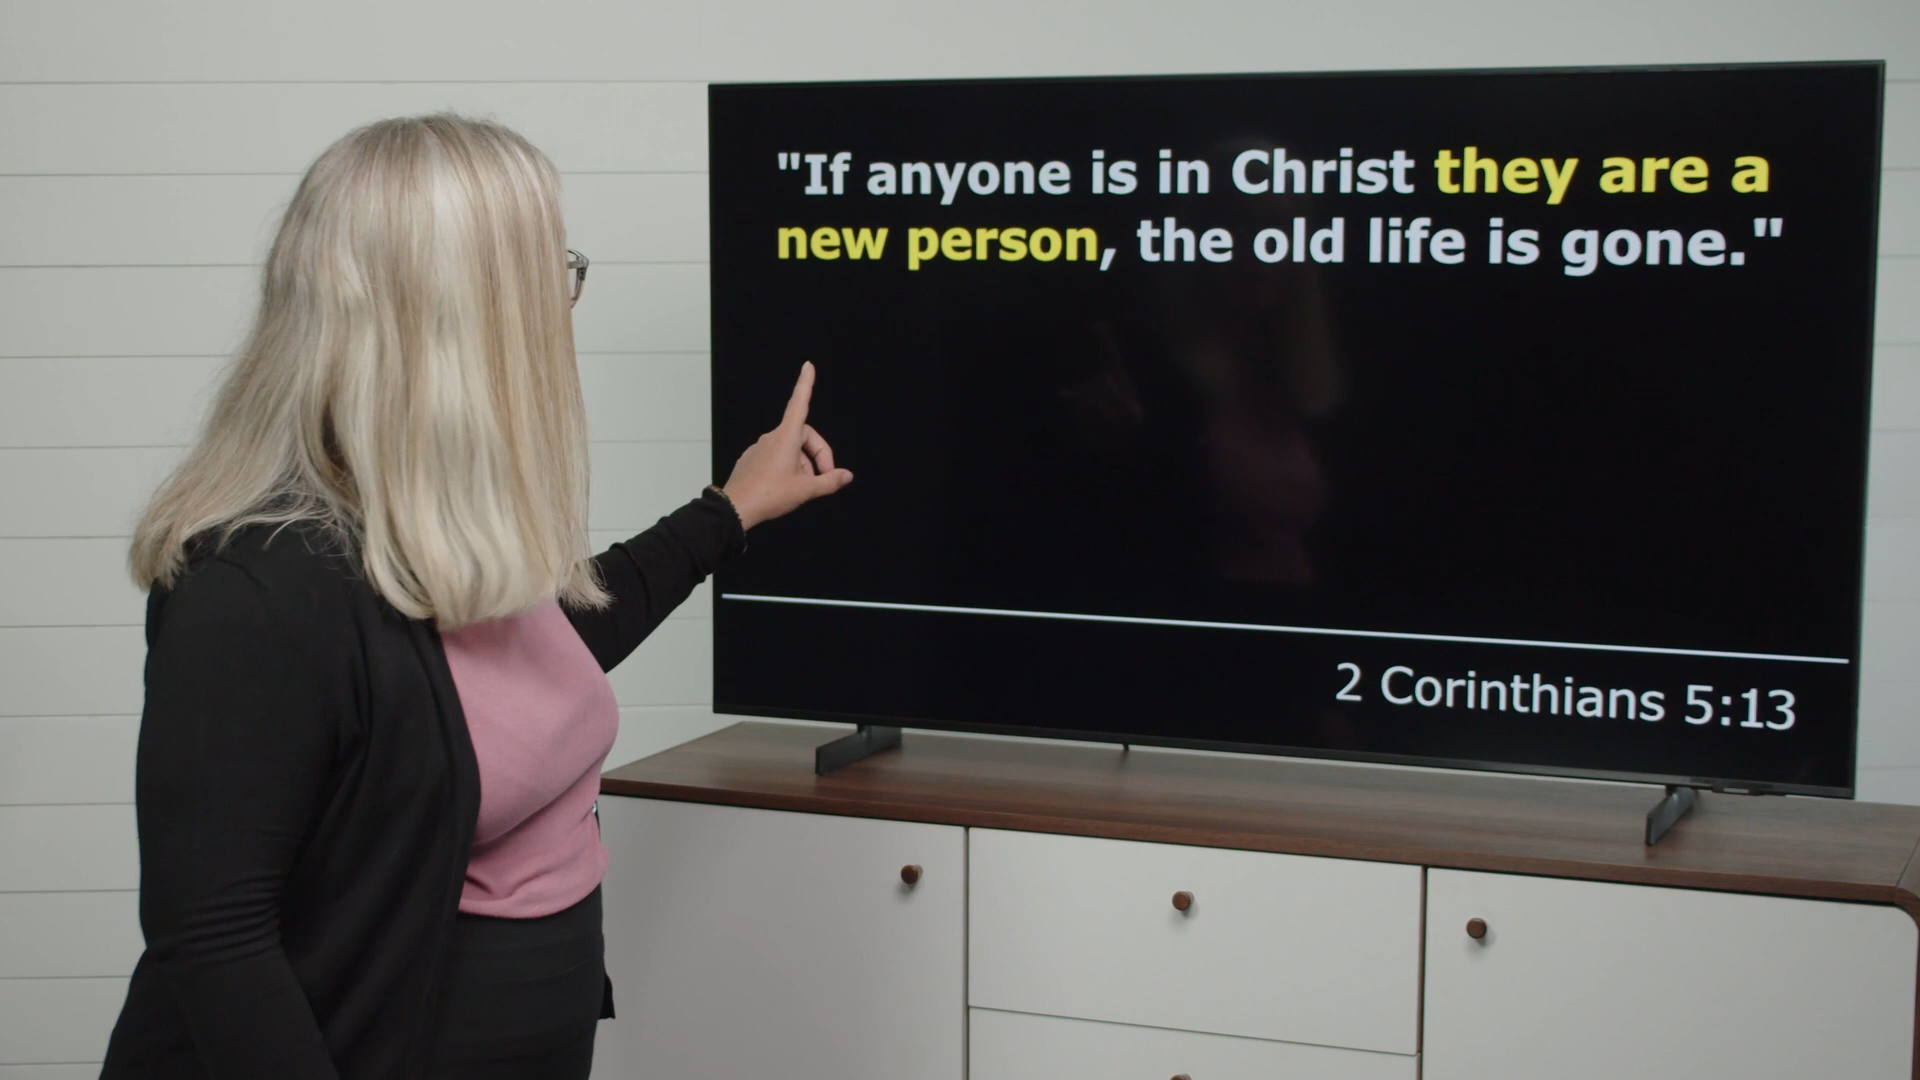 "If anyone is in Christ they are a
new person, the old life is gone."
2 Corinthians 5:13